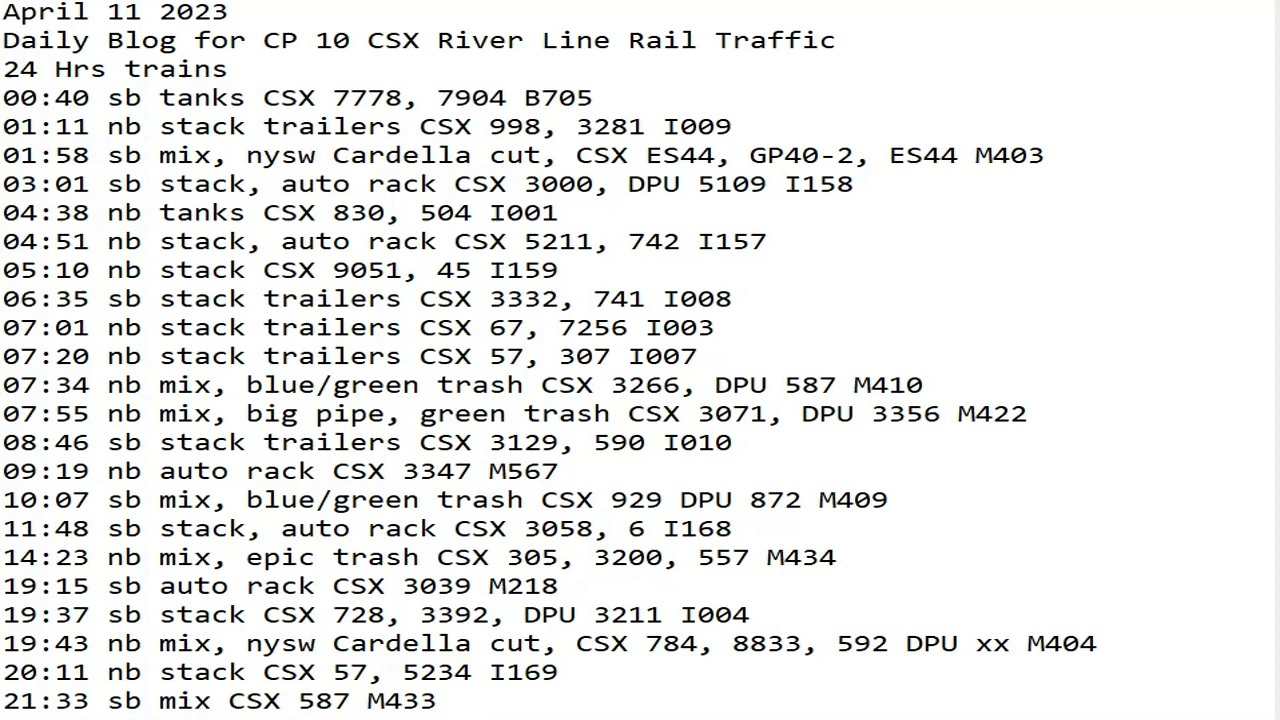 April 11 2023
Daily Blog for CP 10 CSX River Line Rail Traffic
24 Hrs trains
00:40 sb tanks CSX 7778, 7904 B705
01:11 nb stack trailers CSX 998, 3281 I009
01:58 sb mix, nysw Cardella cut, CSX ES44, GP40-2, ES44 M403
03:01 sb stack, auto rack CSX 3000, DPU 5109 I158
04:38 nb tanks CSX 830, 504 I001
04:51 nb stack, auto rack CSX 5211, 742 I157
05:10 nb stack CSX 9051, 45 I159
06:35 sb stack trailers CSX 3332, 741 I008
07:01 nb stack trailers CSX 67, 7256 I003
07:20 nb stack trailers CSX 57, 307 I007
07:34 nb mix, blue/green trash CSX 3266, DPU 587 M410
07:55 nb mix, big pipe, green trash CSX 3071, DPU 3356 M422
08:46 sb stack trailers CSX 3129, 590 I010
09:19 nb auto rack CSX 3347 M567
10:07 sb mix, blue/green trash CSX 929 DPU 872 M409
11:48 sb stack, auto rack CSX 3058, 6 I168
14:23 nb mix, epic trash CSX 305, 3200, 557 M434
19:15 sb auto rack CSX 3039 M218
19:37 sb stack CSX 728, 3392, DPU 3211 I004
19:43 nb mix, nysw Cardella cut, CSX 784, 8833, 592 DPU xx M404
20:11 nb stack CSX 57, 5234 I169
21:33 sb mix CSX 587 M433